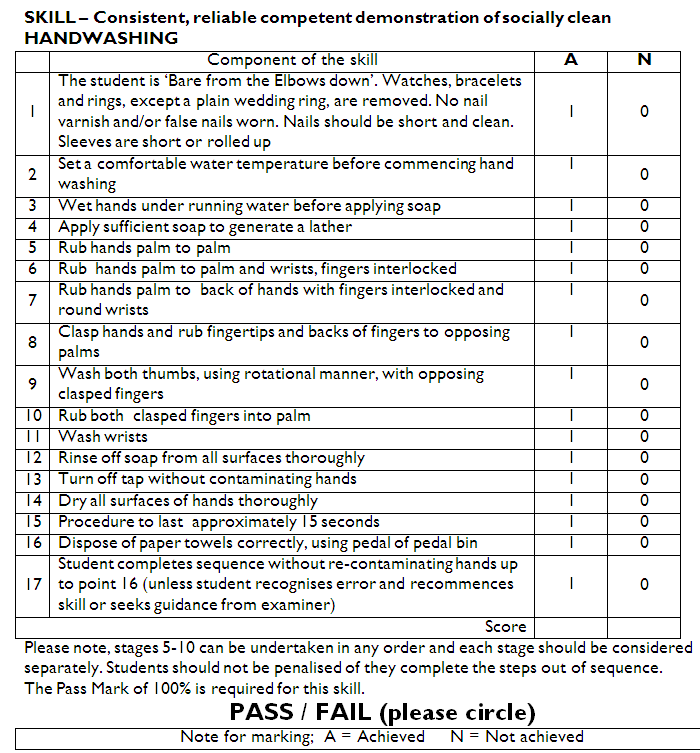 SKILL – Consistent, reliable competent demonstration of socially clean
HANDWASHING
Component of the skill A N
1 The student is ‘Bare from the Elbows down’. Watches, bracelets
and rings, except a plain wedding ring, are removed. No nail
varnish and/or false nails worn. Nails should be short and clean.
Sleeves are short or rolled up 1 0
2 Set a comfortable water temperature before commencing hand
washing 1 0
3 Wet hands under running water before applying soap 1 0
4 Apply sufficient soap to generate a lather 1 0
5 Rub hands palm to palm 1 0
6 Rub hands palm to palm and wrists, fingers interlocked 1 0
7 Rub hands palm to back of hands with fingers interlocked and
round wrists 1 0
8 Clasp hands and rub fingertips and backs of fingers to opposing
palms 1 0
9 Wash both thumbs, using rotational manner, with opposing
clasped fingers 1 0
10 Rub both clasped fingers into palm 1 0
11 Wash wrists 1 0
12 Rinse off soap from all surfaces thoroughly 1 0
13 Turn off tap without contaminating hands 1 0
14 Dry all surfaces of hands thoroughly 1 0
15 Procedure to last approximately 15 seconds 1 0
16 Dispose of paper towels correctly, using pedal of pedal bin 1 0
17 Student completes sequence without re-contaminating hands up
to point 16 (unless student recognises error and recommences
skill or seeks guidance from examiner) 1 0
Score
Please note, stages 5-10 can be undertaken in any order and each stage should be considered
separately. Students should not be penalised of they complete the steps out of sequence.
The Pass Mark of 100% is required for this skill.
PASS / FAIL (please circle)
Note for marking; A = Achieved N = Not achieved